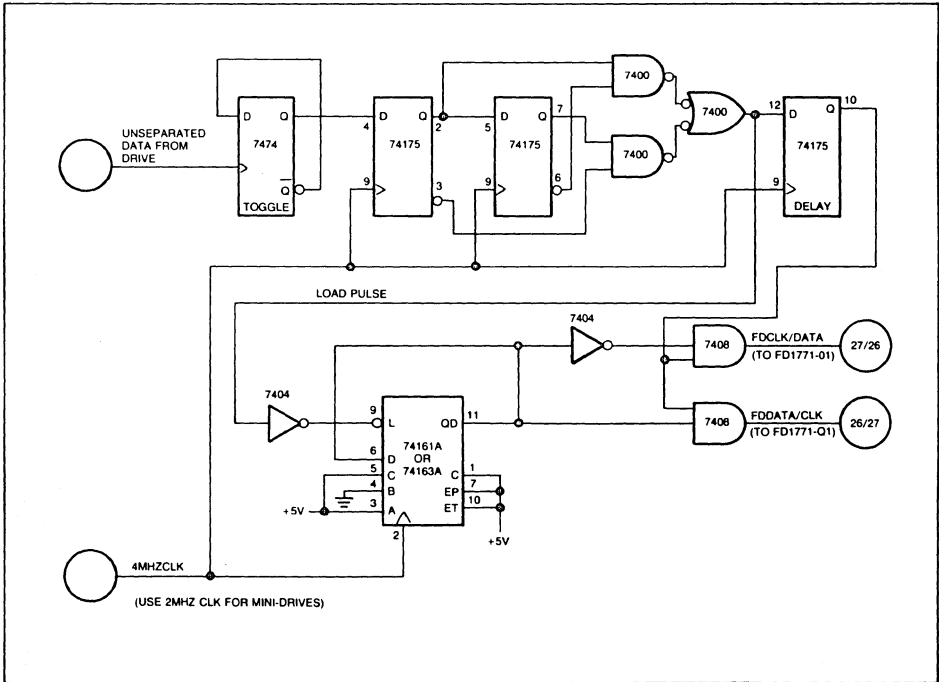 UNSEPARATED
DATA FROM
DRIVE
D Q
7474
Q
TOGGLE
4 D Q 2
74175
9
3
5 D Q 7
74175
9
6
7400
7400
7400
12 D Q 10
74175
9
DELAY
LOAD PULSE
7404
7404
9 L QD 11
74161A
OR
74163A
6 D
5 C C 1
4 B EP 7
3 A ET 10
2
+5V
+5V
7408
FDCLK/DATA
(TO FD1771-01)
27/26
7408
FDDATA/CLK
(TO FD1771-Q1)
26/27
4MHZCLK
(USE 2MHZ CLK FOR MINI-DRIVES)